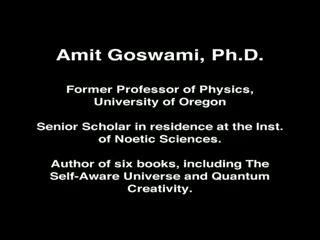 Amit Goswami, Ph.D.
Former Professor of Physics,
University of Oregon
Senior Scholar in residence at the Inst.
of Noetic Sciences.
Author of six books, including The
Self-Aware Universe and Quantum
Creativity.